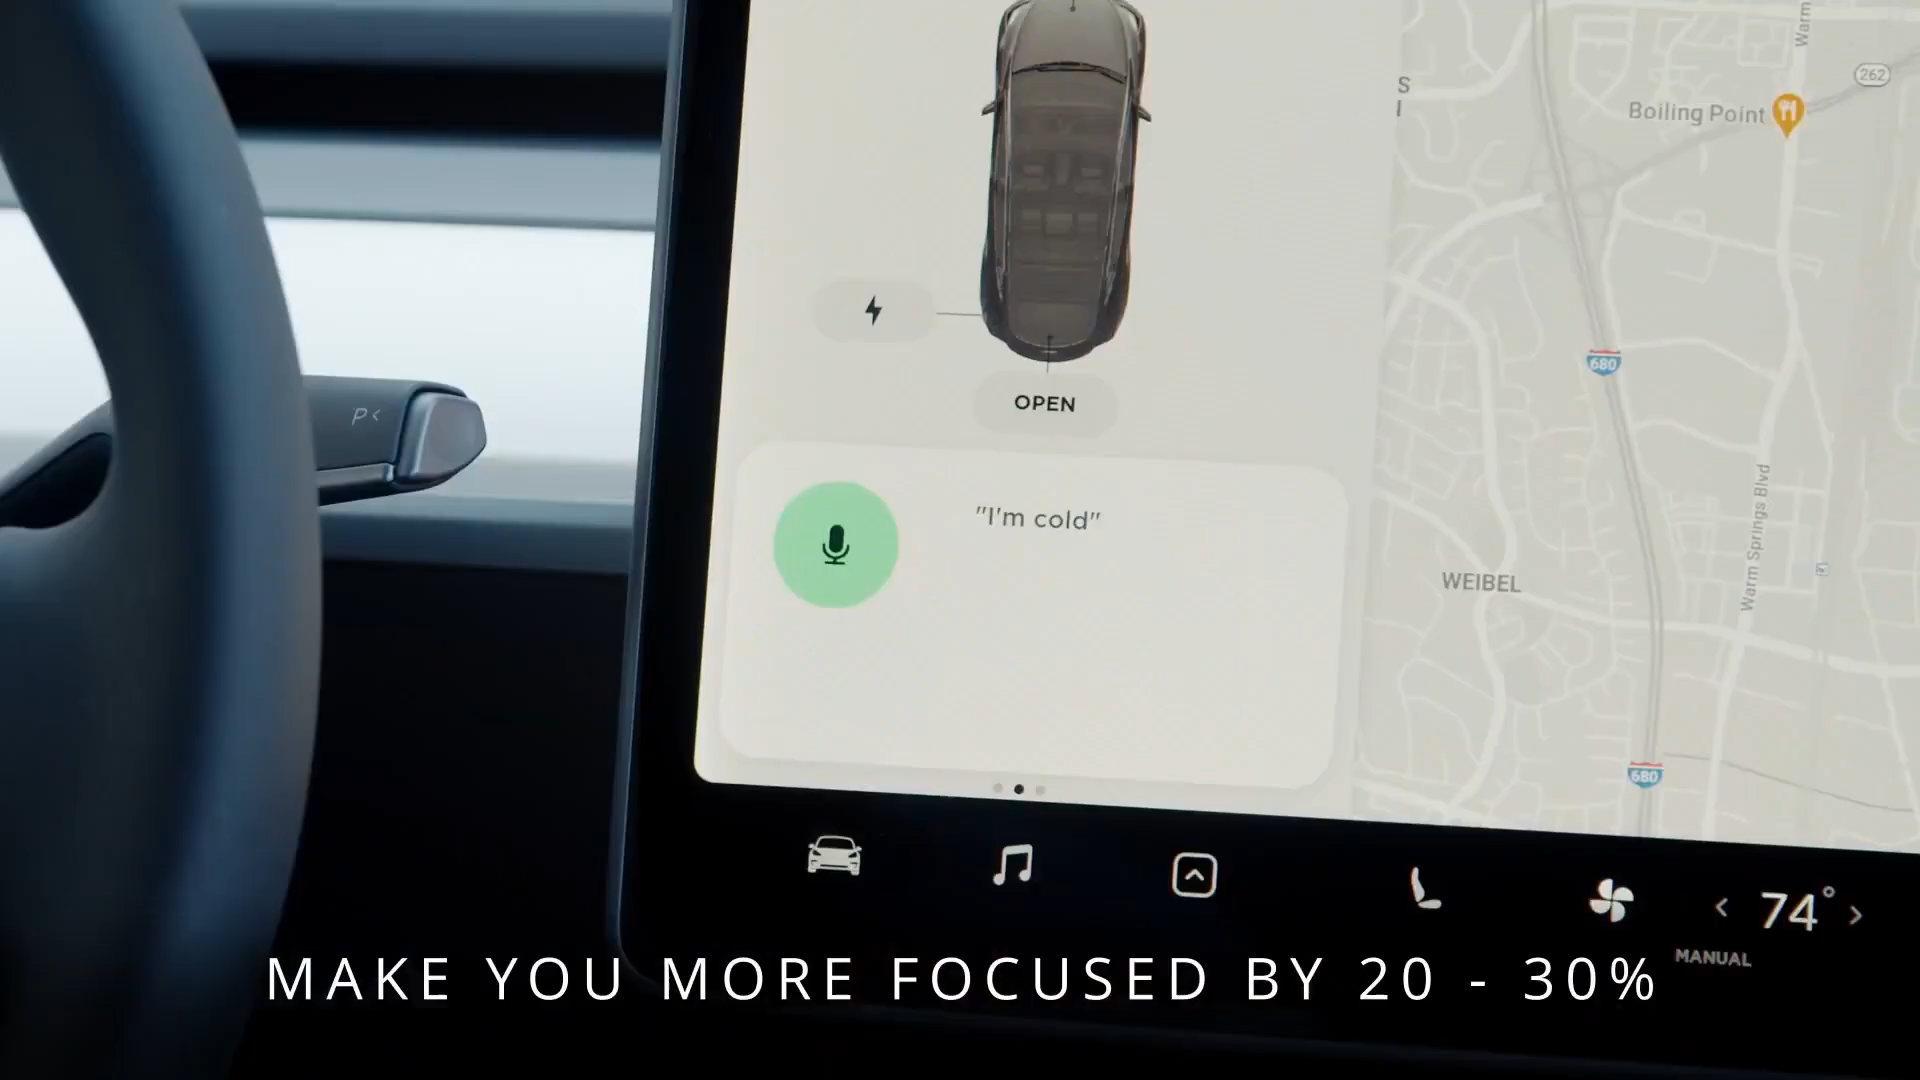 Warm
262
S
Boiling Point
P<
680
OPEN
"I'm cold"
WEIBEL
Warm Springs Blvd
680
< 74° >
MANUAL
MAKE YOU MORE FOCUSED BY 20 - 30%